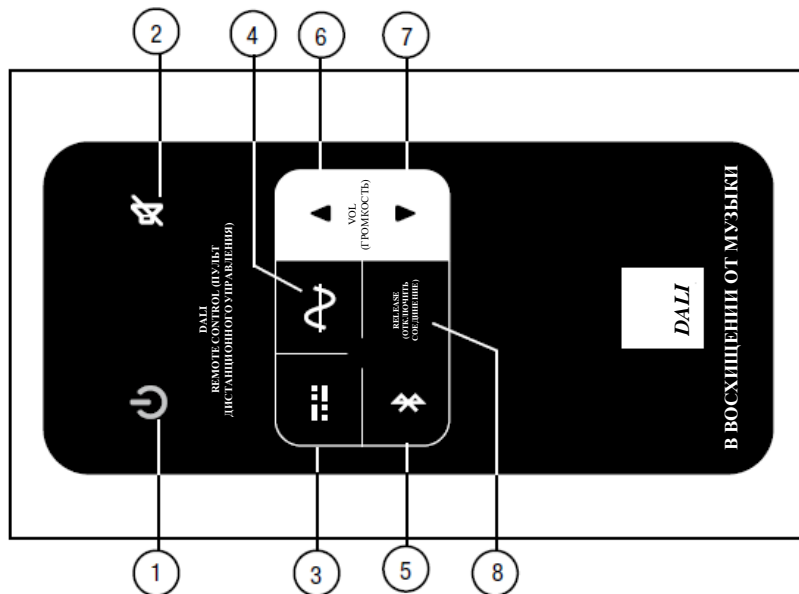 2
4
6
7
DALI
REMOTE CONTROL (ПУЛЬТ
ДИСТАНЦИОННОГО УПРАВЛЕНИЯ)
VOL
(ГРОМКОСТЬ)
RELEASE
(ОТКЛЮЧИТЬ
СОЕДИНЕНИЕ)
DALI
В ВОСХИЩЕНИИ ОТ МУЗЫКИ
1
3
5
8